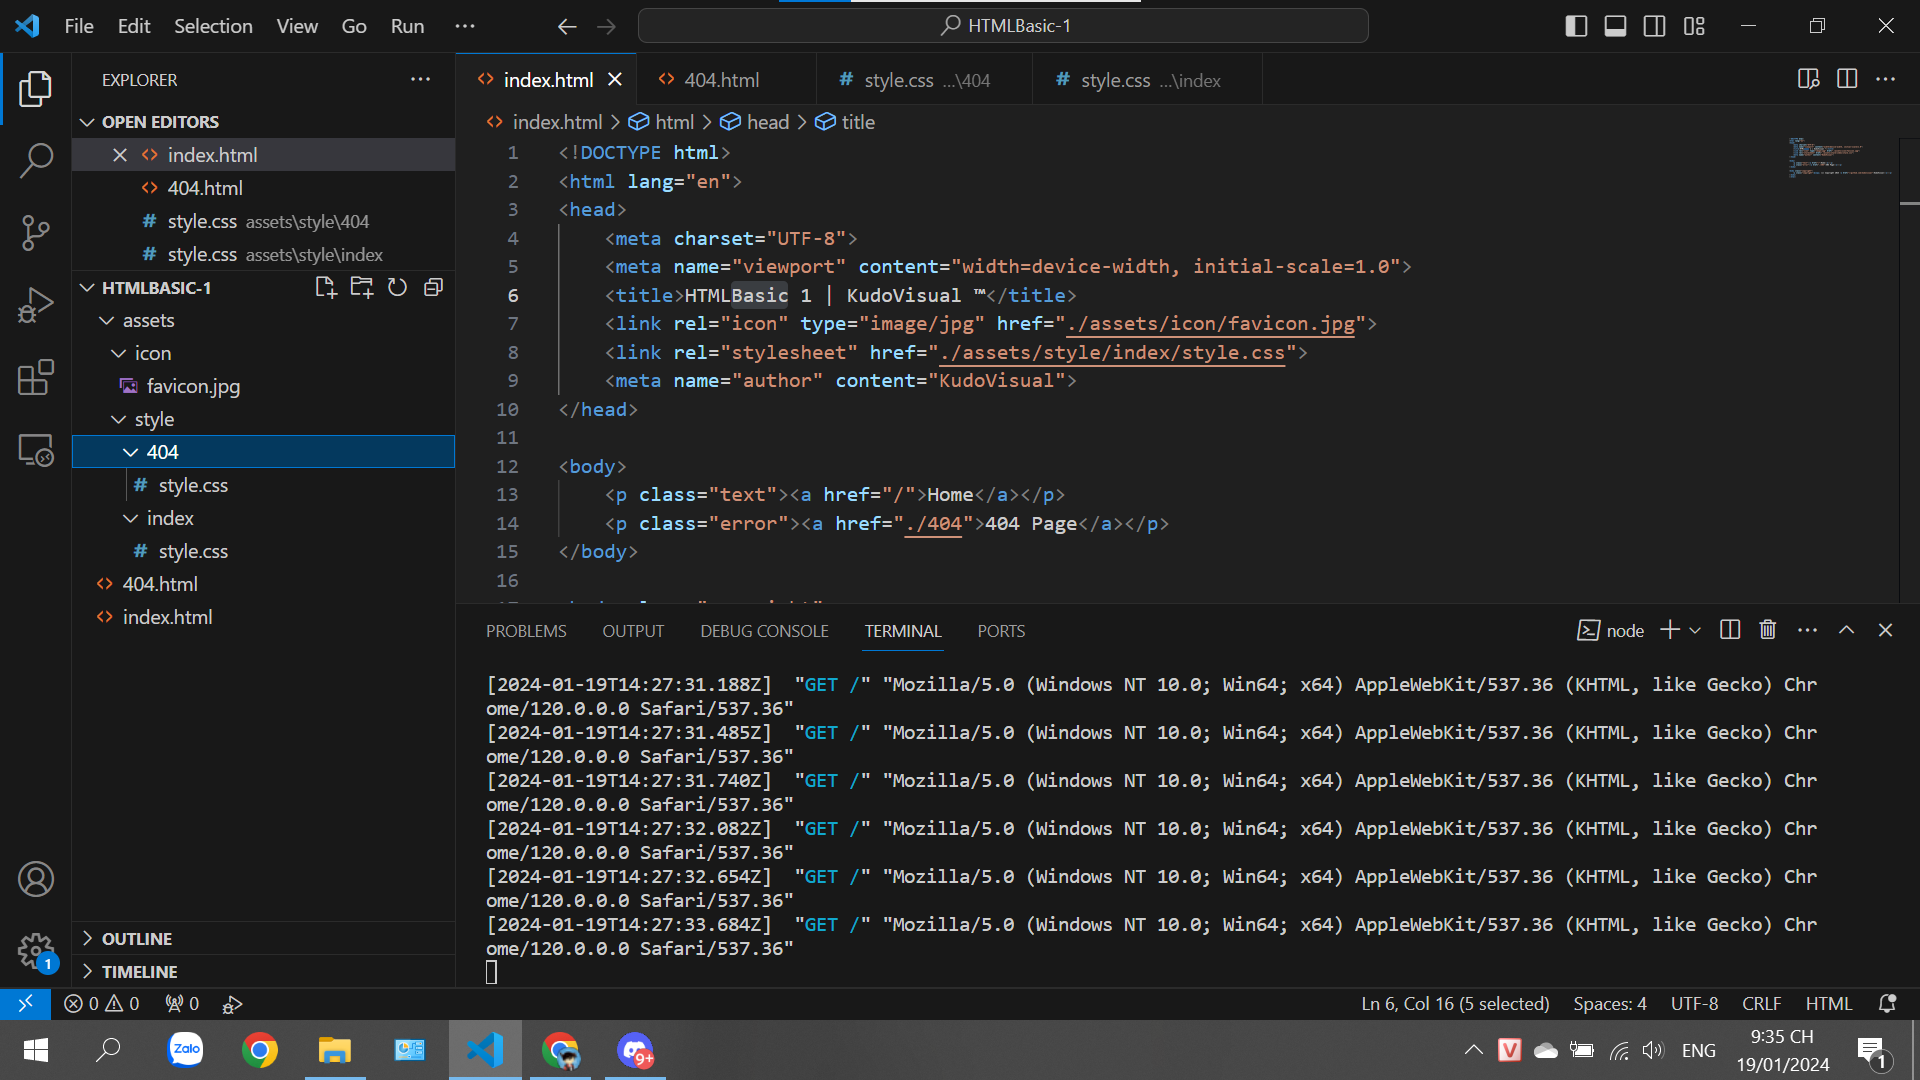 File Edit Selection View Go Run
HTMLBasic-1
EXPLORER
OPEN EDITORS
index.html
404.html
style.css assets\style\404
style.css assets\style\index
HTMLBASIC-1
assets
icon
favicon.jpg
style
404
style.css
index
style.css
404.html
index.html
OUTLINE
TIMELINE
index.html
404.html
style.css ...\404
style.css ...\index
index.html > html > head > title
1 <!DOCTYPE html>
2 <html lang="en">
3 <head>
4 <meta charset="UTF-8">
5 <meta name="viewport" content="width=device-width, initial-scale=1.0">
6 <title>HTMLBasic 1 | KudoVisual ™</title>
7 <link rel="icon" type="image/jpg" href="./assets/icon/favicon.jpg">
8 <link rel="stylesheet" href="./assets/style/index/style.css">
9 <meta name="author" content="KudoVisual">
10 </head>
11
12 <body>
13 <p class="text"><a href="/">Home</a></p>
14 <p class="error"><a href="./404">404 Page</a></p>
15 </body>
16
PROBLEMS OUTPUT DEBUG CONSOLE TERMINAL PORTS
node
[2024-01-19T14:27:31.188Z] "GET /" "Mozilla/5.0 (Windows NT 10.0; Win64; x64) AppleWebKit/537.36 (KHTML, like Gecko) Chr
ome/120.0.0.0 Safari/537.36"
[2024-01-19T14:27:31.485Z] "GET /" "Mozilla/5.0 (Windows NT 10.0; Win64; x64) AppleWebKit/537.36 (KHTML, like Gecko) Chr
ome/120.0.0.0 Safari/537.36"
[2024-01-19T14:27:31.740Z] "GET /" "Mozilla/5.0 (Windows NT 10.0; Win64; x64) AppleWebKit/537.36 (KHTML, like Gecko) Chr
ome/120.0.0.0 Safari/537.36"
[2024-01-19T14:27:32.082Z] "GET /" "Mozilla/5.0 (Windows NT 10.0; Win64; x64) AppleWebKit/537.36 (KHTML, like Gecko) Chr
ome/120.0.0.0 Safari/537.36"
[2024-01-19T14:27:32.654Z] "GET /" "Mozilla/5.0 (Windows NT 10.0; Win64; x64) AppleWebKit/537.36 (KHTML, like Gecko) Chr
ome/120.0.0.0 Safari/537.36"
[2024-01-19T14:27:33.684Z] "GET /" "Mozilla/5.0 (Windows NT 10.0; Win64; x64) AppleWebKit/537.36 (KHTML, like Gecko) Chr
ome/120.0.0.0 Safari/537.36"
1
0 0 0
Ln 6, Col 16 (5 selected) Spaces: 4 UTF-8 CRLF HTML
Zalo
9+
V
ENG
9:35 CH
19/01/2024
1